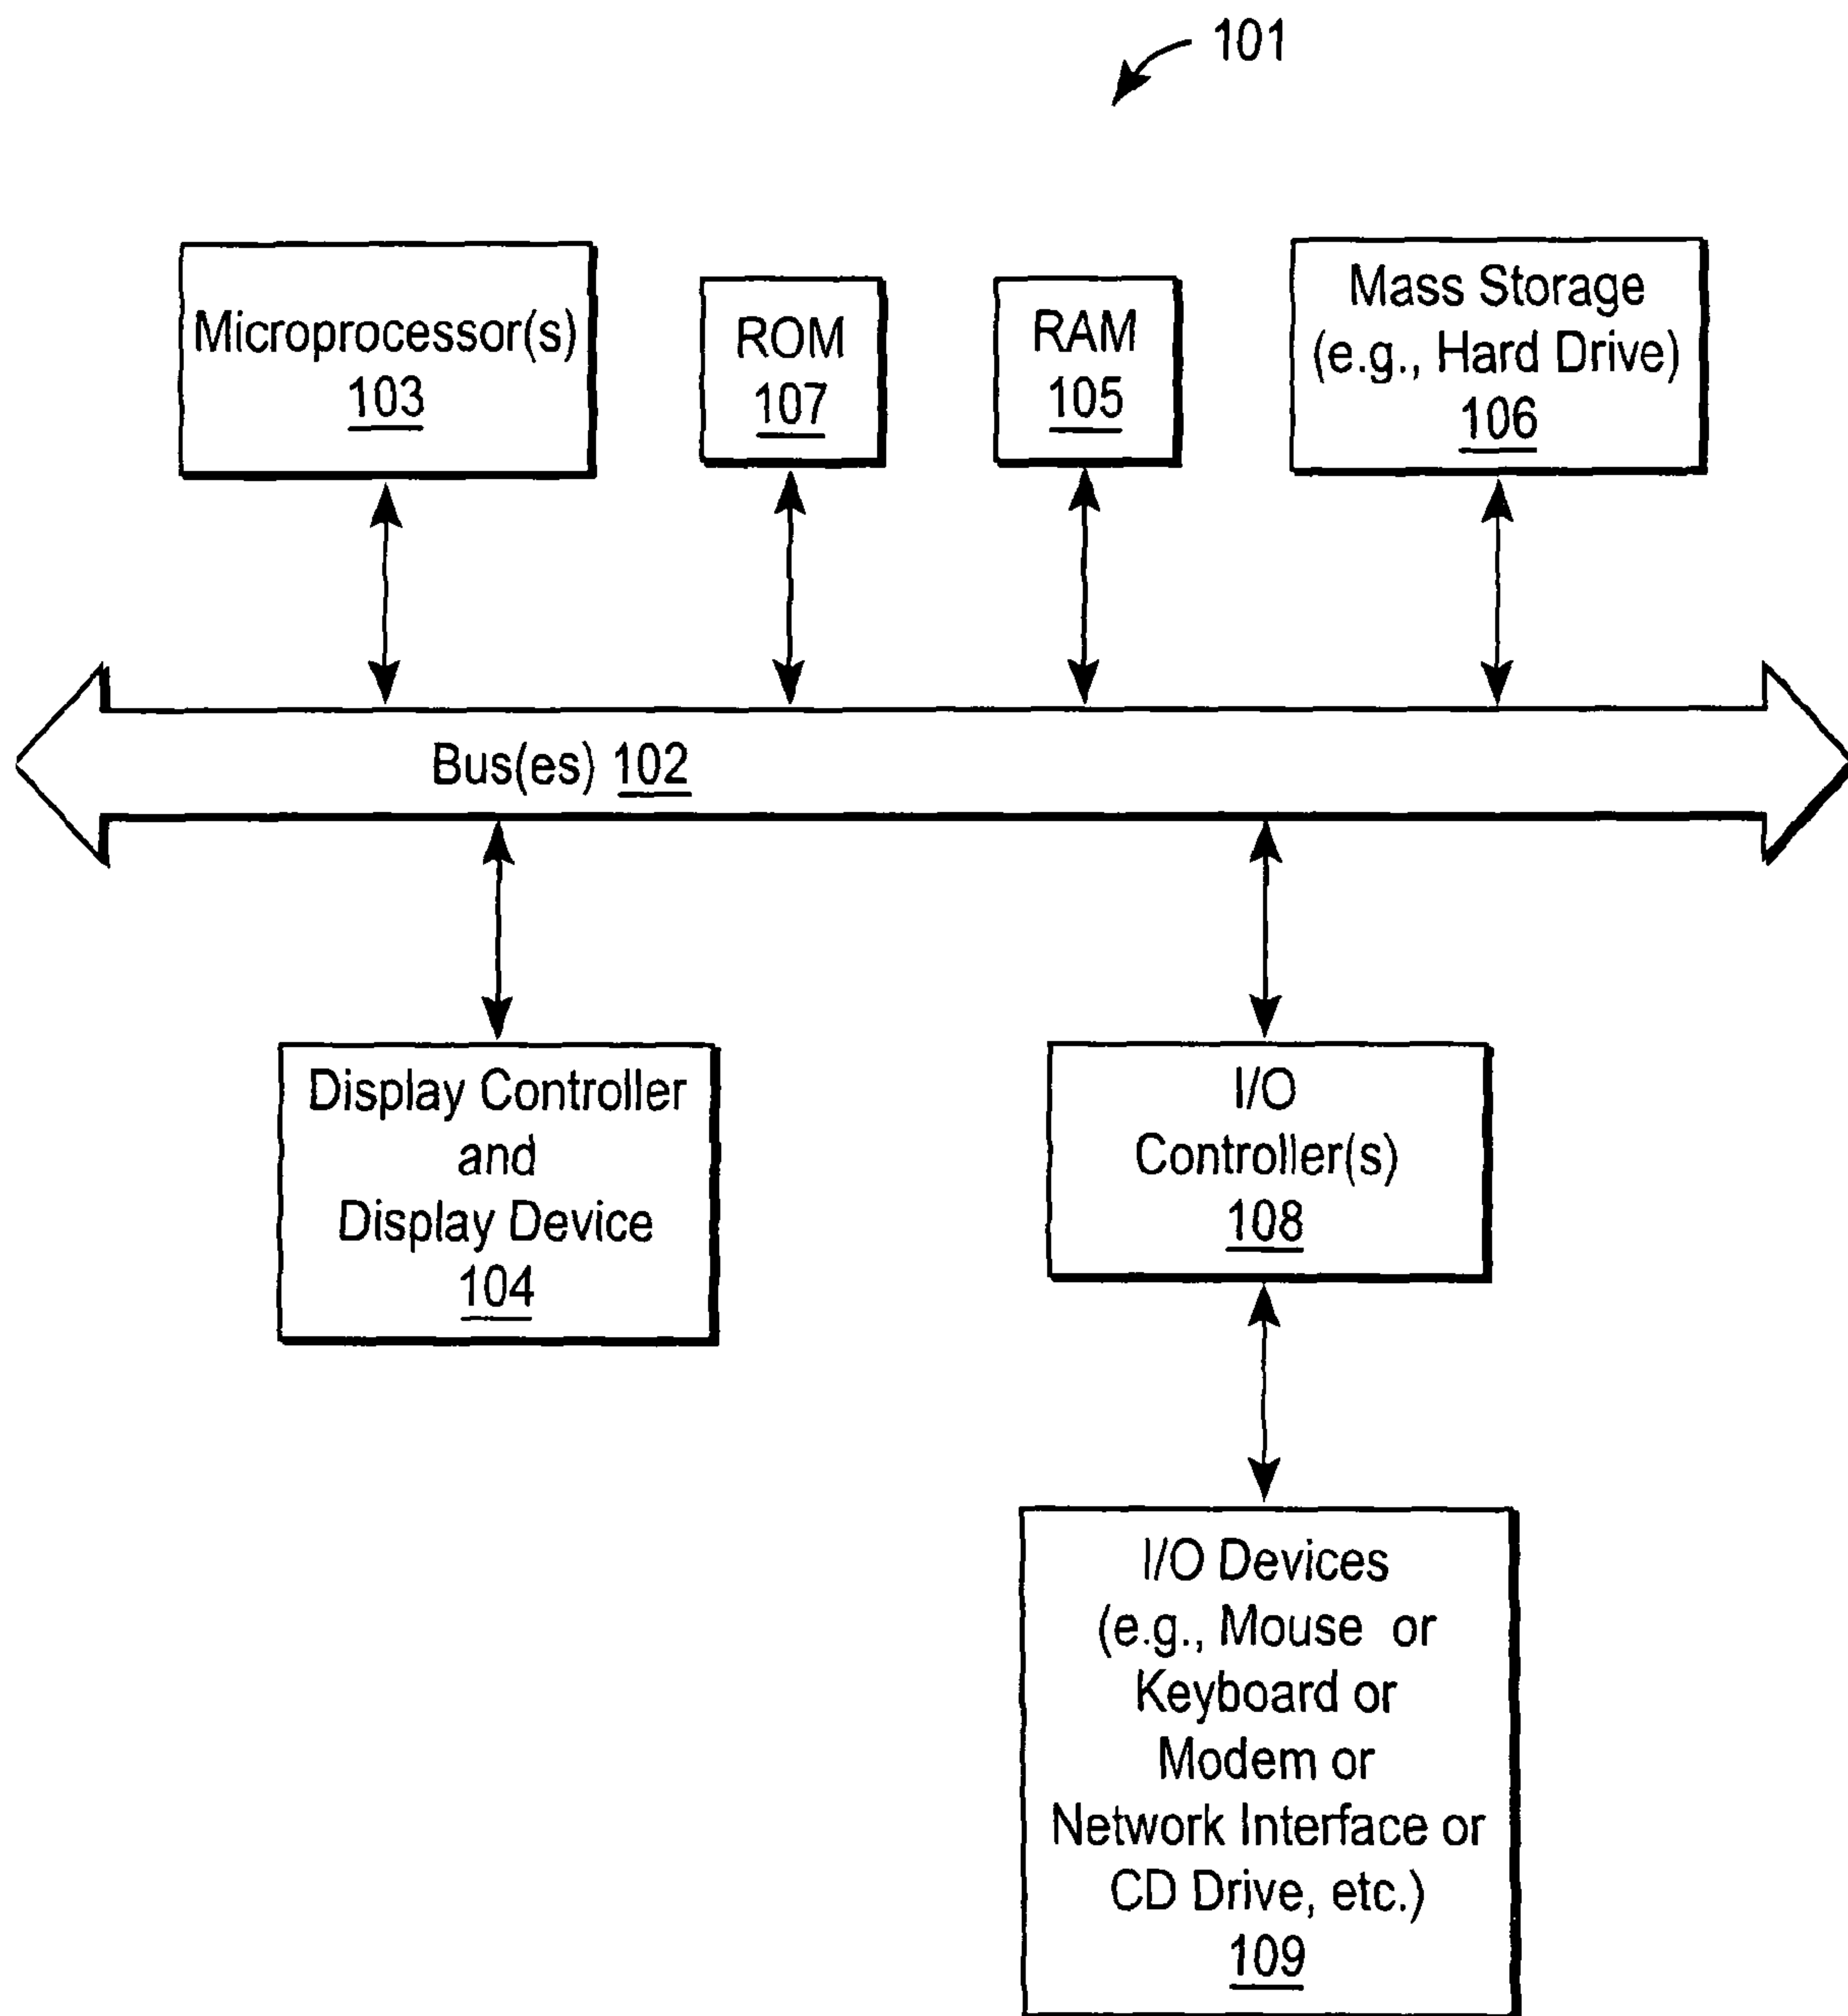 101
Microprocessor(s)
103
ROM
107
RAM
105
Mass Storage
(e.g., Hard Drive)
106
Bus(es) 102
Display Controller
and
Display Device
104
I/O
Controller(s)
108
I/O Devices
(e.g., Mouse or
Keyboard or
Modem or
Network Interface or
CD Drive, etc.)
109